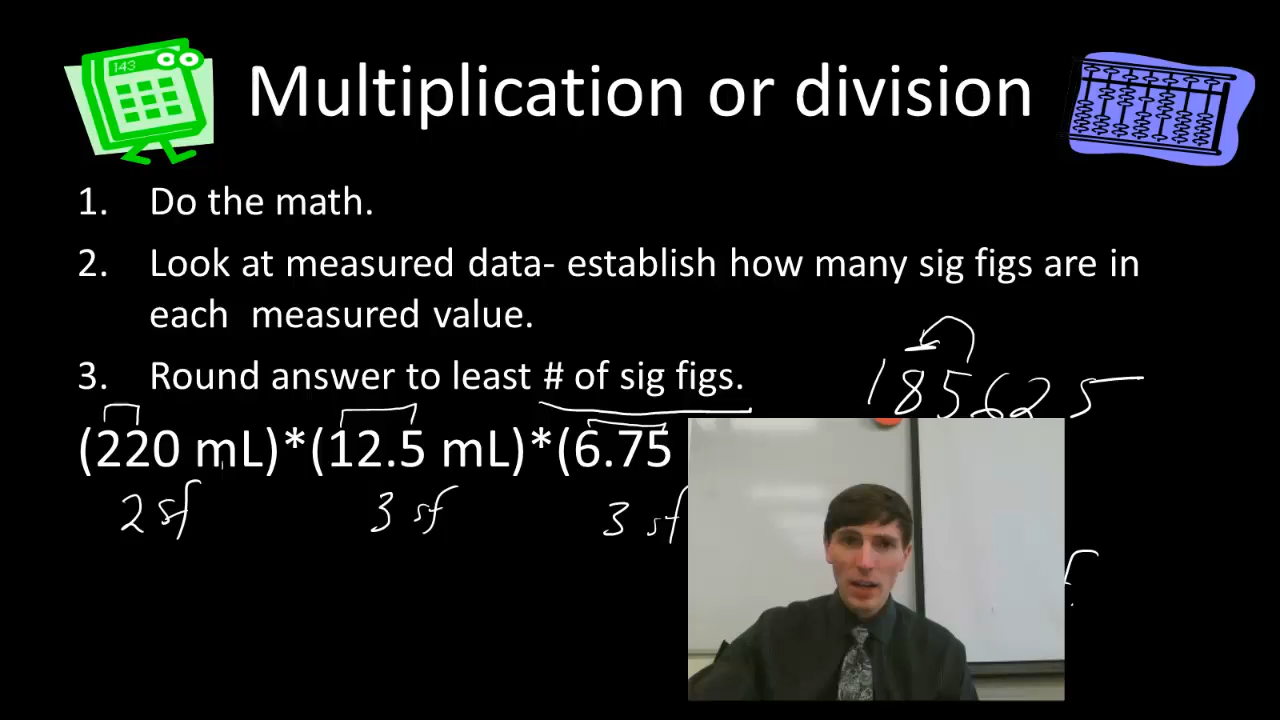 143
Multiplication or division
1. Do the math.
2. Look at measured data- establish how many sig figs are in
each measured value.
3. Round answer to least # of sig figs.
185625
(220 mL)*(12.5 mL)*(6.75
2 sf 3 sf 3 sf